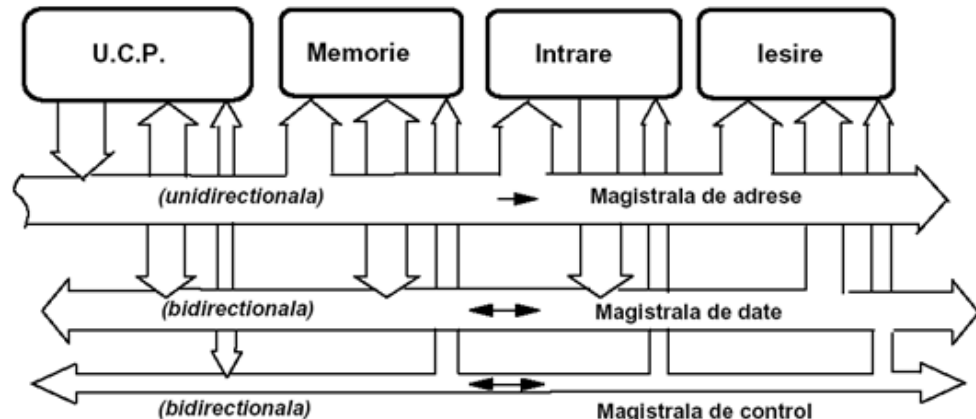 U.C.P.
Memorie
Intrare
Iesire
(unidirectionala)
Magistrala de adrese
(bidirectionala)
Magistrala de date
(bidirectionala)
Magistrala de control